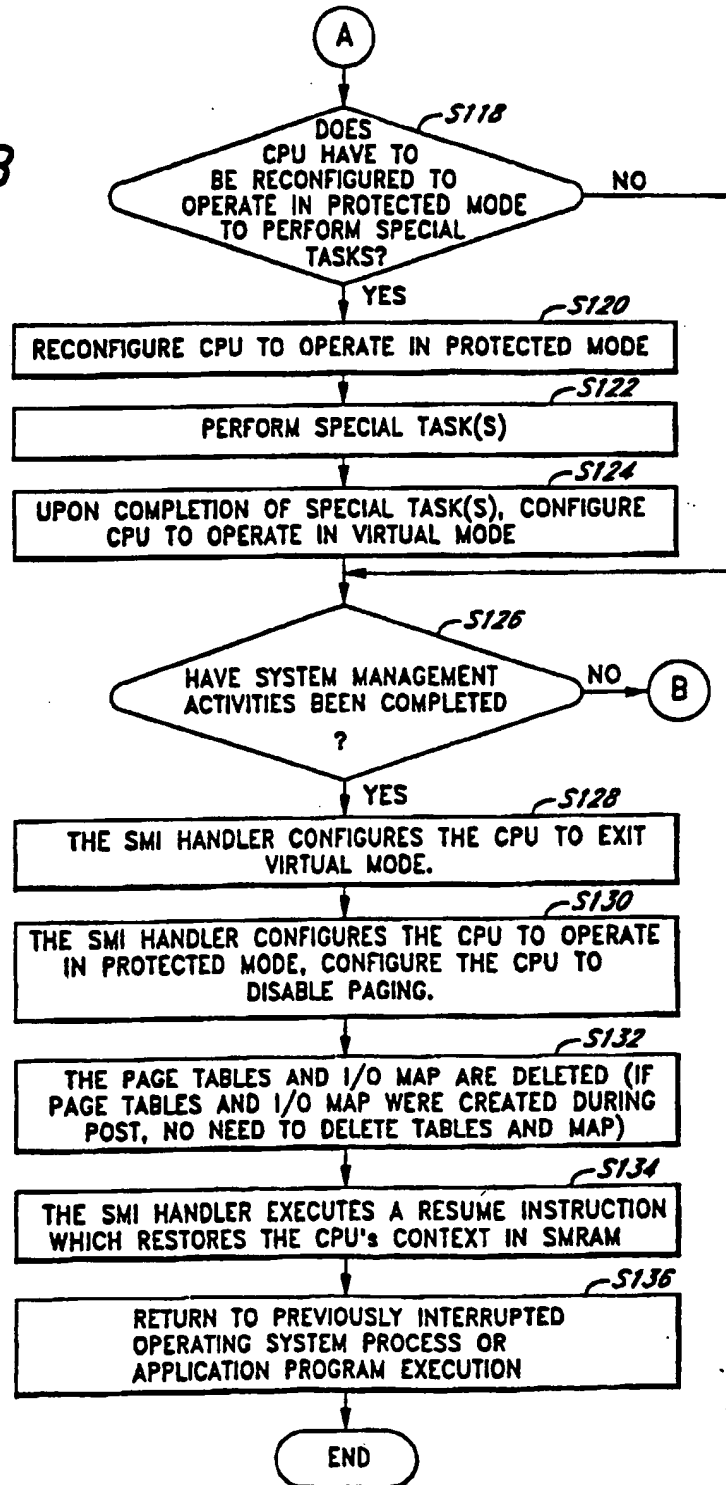 A
S118
DOES
CPU HAVE TO
BE RECONFIGURED TO
OPERATE IN PROTECTED MODE
TO PERFORM SPECIAL
TASKS?
NO
YES
S120
RECONFIGURE CPU TO OPERATE IN PROTECTED MODE
S122
PERFORM SPECIAL TASK(S)
S124
UPON COMPLETION OF SPECIAL TASK(S), CONFIGURE
CPU TO OPERATE IN VIRTUAL MODE
S126
HAVE SYSTEM MANAGEMENT
ACTIVITIES BEEN COMPLETED
?
NO
B
YES
S128
THE SMI HANDLER CONFIGURES THE CPU TO EXIT
VIRTUAL MODE.
S130
THE SMI HANDLER CONFIGURES THE CPU TO OPERATE
IN PROTECTED MODE, CONFIGURE THE CPU TO
DISABLE PAGING.
S132
THE PAGE TABLES AND I/O MAP ARE DELETED (IF
PAGE TABLES AND I/O MAP WERE CREATED DURING
POST, NO NEED TO DELETE TABLES AND MAP)
S134
THE SMI HANDLER EXECUTES A RESUME INSTRUCTION
WHICH RESTORES THE CPU's CONTEXT IN SMRAM
S136
RETURN TO PREVIOUSLY INTERRUPTED
OPERATING SYSTEM PROCESS OR
APPLICATION PROGRAM EXECUTION
END